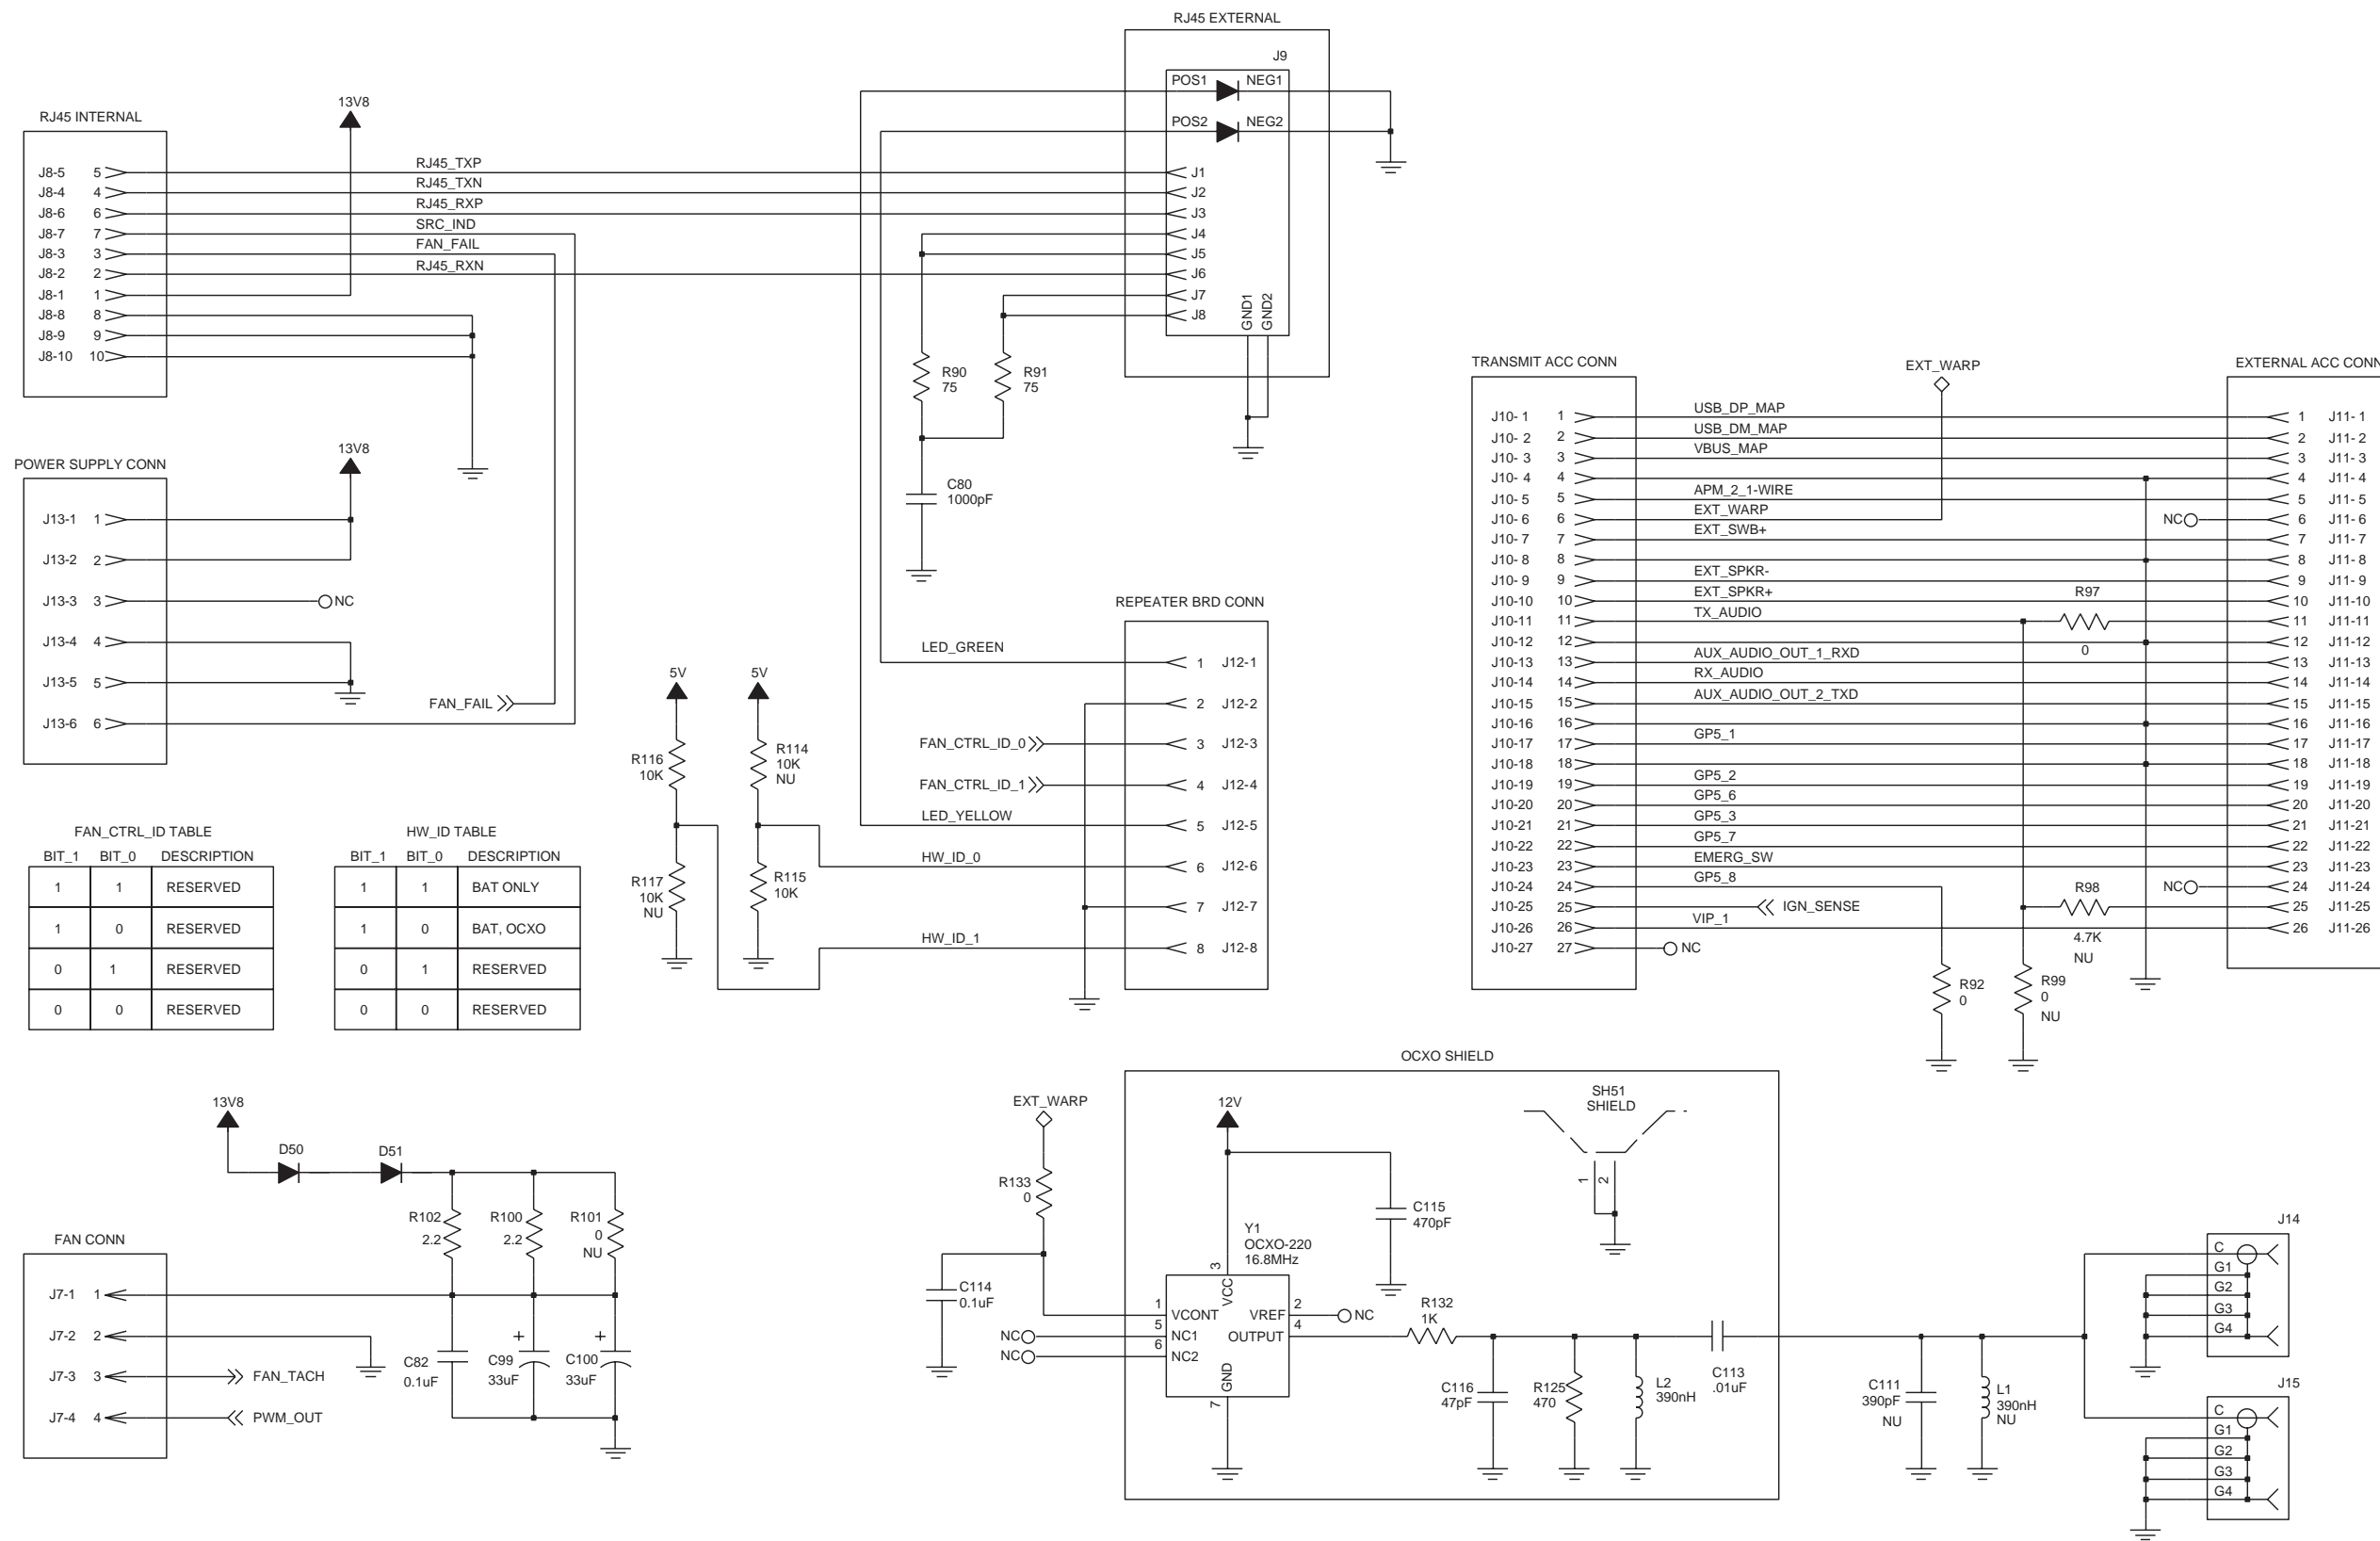 RJ45 EXTERNAL
J9
POS1 NEG1
POS2 NEG2
J1
J2
J3
J4
J5
J6
J7
J8
GND1
GND2
RJ45 INTERNAL
13V8
J8-5 5 RJ45_TXP
J8-4 4 RJ45_TXN
J8-6 6 RJ45_RXP
J8-7 7 SRC_IND
J8-3 3 FAN_FAIL
J8-2 2 RJ45_RXN
J8-1 1
J8-8 8
J8-9 9
J8-10 10
R90
75
R91
75
C80
1000pF
POWER SUPPLY CONN
13V8
J13-1 1
J13-2 2
J13-3 3 NC
J13-4 4
J13-5 5
J13-6 6
FAN_FAIL
5V
5V
R116
10K
R114
10K
NU
R117
10K
NU
R115
10K
REPEATER BRD CONN
LED_GREEN 1 J12-1
2 J12-2
FAN_CTRL_ID_0 3 J12-3
FAN_CTRL_ID_1 4 J12-4
LED_YELLOW 5 J12-5
HW_ID_0 6 J12-6
7 J12-7
HW_ID_1 8 J12-8
TRANSMIT ACC CONN
EXT_WARP
EXTERNAL ACC CONN
J10- 1 1 USB_DP_MAP 1 J11- 1
J10- 2 2 USB_DM_MAP 2 J11- 2
J10- 3 3 VBUS_MAP 3 J11- 3
J10- 4 4 4 J11- 4
J10- 5 5 APM_2_1-WIRE 5 J11- 5
J10- 6 6 EXT_WARP NC 6 J11- 6
J10- 7 7 EXT_SWB+ 7 J11- 7
J10- 8 8 8 J11- 8
J10- 9 9 EXT_SPKR- 9 J11- 9
J10-10 10 EXT_SPKR+ 10 J11-10
J10-11 11 TX_AUDIO R97 0 11 J11-11
J10-12 12 12 J11-12
J10-13 13 AUX_AUDIO_OUT_1_RXD 13 J11-13
J10-14 14 RX_AUDIO 14 J11-14
J10-15 15 AUX_AUDIO_OUT_2_TXD 15 J11-15
J10-16 16 16 J11-16
J10-17 17 GP5_1 17 J11-17
J10-18 18 18 J11-18
J10-19 19 GP5_2 19 J11-19
J10-20 20 GP5_6 20 J11-20
J10-21 21 GP5_3 21 J11-21
J10-22 22 GP5_7 22 J11-22
J10-23 23 EMERG_SW 23 J11-23
J10-24 24 GP5_8 NC 24 J11-24
J10-25 25 IGN_SENSE R98 4.7K NU 25 J11-25
J10-26 26 VIP_1 26 J11-26
J10-27 27 NC
R92
0
R99
0
NU
FAN_CTRL_ID TABLE
BIT_1 BIT_0 DESCRIPTION
1 1 RESERVED
1 0 RESERVED
0 1 RESERVED
0 0 RESERVED
HW_ID TABLE
BIT_1 BIT_0 DESCRIPTION
1 1 BAT ONLY
1 0 BAT, OCXO
0 1 RESERVED
0 0 RESERVED
13V8
D50
D51
R102
2.2
R100
2.2
R101
0
NU
FAN CONN
J7-1 1
J7-2 2
J7-3 3 FAN_TACH
J7-4 4 PWM_OUT
C82
0.1uF
+
C99
33uF
+
C100
33uF
OCXO SHIELD
EXT_WARP
R133
0
C114
0.1uF
12V
C115
470pF
SH51
SHIELD
1
2
Y1
OCXO-220
16.8MHz
3
VCC
1 VCONT VREF 2 NC
NC 5 NC1 OUTPUT 4
NC 6 NC2
GND
7
R132
1K
C116
47pF
R125
470
L2
390nH
C113
.01uF
C111
390pF
NU
L1
390nH
NU
J14
C
G1
G2
G3
G4
J15
C
G1
G2
G3
G4